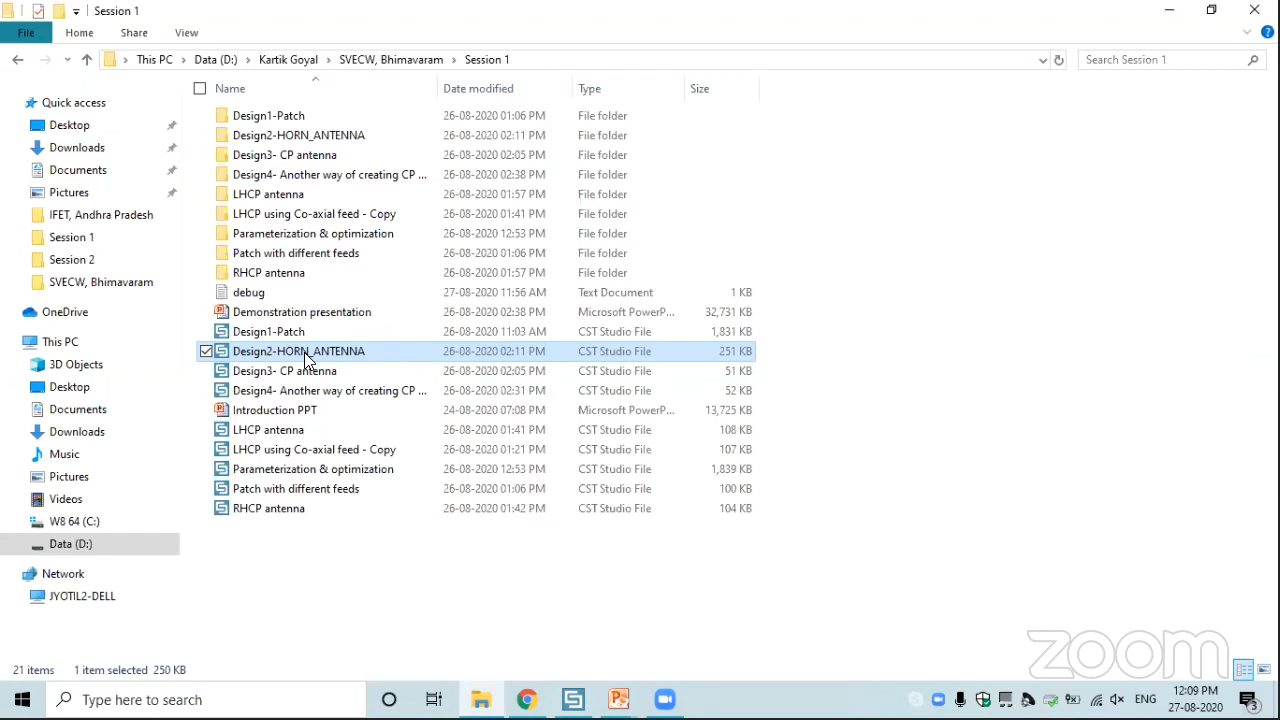 Session 1
File Home Share View
This PC Data (D:) Kartik Goyal SVECW, Bhimavaram Session 1 Search Session 1
Name Date modified Type Size
Quick access
Desktop
Downloads
Documents
Pictures
IFET, Andhra Pradesh
Session 1
Session 2
SVECW, Bhimavaram
OneDrive
This PC
3D Objects
Desktop
Documents
Downloads
Music
Pictures
Videos
W8 64 (C:)
Data (D:)
Network
JYOTIL2-DELL
Design1-Patch 26-08-2020 01:06 PM File folder
Design2-HORN_ANTENNA 26-08-2020 02:11 PM File folder
Design3- CP antenna 26-08-2020 02:05 PM File folder
Design4- Another way of creating CP ... 26-08-2020 02:38 PM File folder
LHCP antenna 26-08-2020 01:57 PM File folder
LHCP using Co-axial feed - Copy 26-08-2020 01:41 PM File folder
Parameterization & optimization 26-08-2020 12:53 PM File folder
Patch with different feeds 26-08-2020 01:06 PM File folder
RHCP antenna 26-08-2020 01:57 PM File folder
debug 27-08-2020 11:56 AM Text Document 1 KB
Demonstration presentation 26-08-2020 02:38 PM Microsoft PowerP... 32,731 KB
Design1-Patch 26-08-2020 11:03 AM CST Studio File 1,831 KB
Design2-HORN_ANTENNA 26-08-2020 02:11 PM CST Studio File 251 KB
Design3- CP antenna 26-08-2020 02:05 PM CST Studio File 51 KB
Design4- Another way of creating CP ... 26-08-2020 02:31 PM CST Studio File 52 KB
Introduction PPT 24-08-2020 07:08 PM Microsoft PowerP... 13,725 KB
LHCP antenna 26-08-2020 01:41 PM CST Studio File 108 KB
LHCP using Co-axial feed - Copy 26-08-2020 01:21 PM CST Studio File 107 KB
Parameterization & optimization 26-08-2020 12:53 PM CST Studio File 1,839 KB
Patch with different feeds 26-08-2020 01:06 PM CST Studio File 100 KB
RHCP antenna 26-08-2020 01:42 PM CST Studio File 104 KB
zoom
21 items 1 item selected 250 KB
Type here to search
ENG
12:09 PM
27-08-2020
3